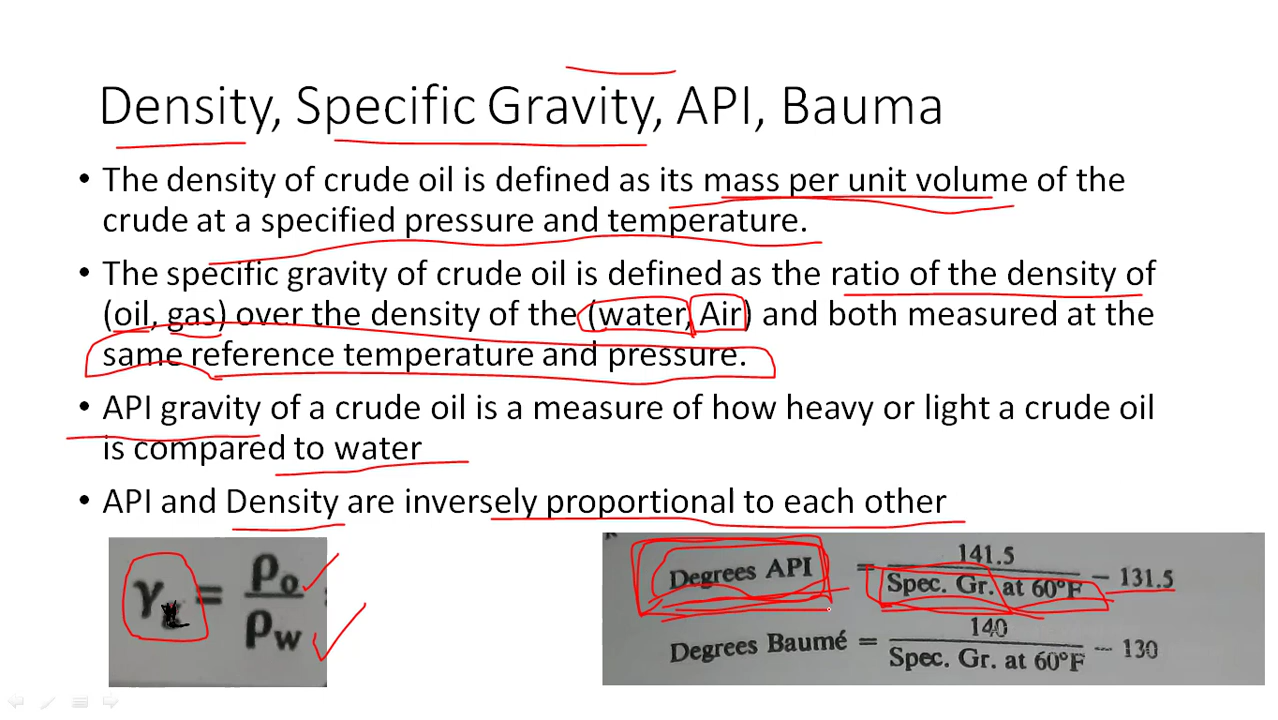 Density, Specific Gravity, API, Bauma
• The density of crude oil is defined as its mass per unit volume of the
crude at a specified pressure and temperature.
• The specific gravity of crude oil is defined as the ratio of the density of
(oil, gas) over the density of the (water, Air) and both measured at the
same reference temperature and pressure.
• API gravity of a crude oil is a measure of how heavy or light a crude oil
is compared to water
• API and Density are inversely proportional to each other
γ = ρo / ρw
Degrees API = 141.5 / Spec. Gr. at 60°F − 131.5
Degrees Baumé = 140 / Spec. Gr. at 60°F − 130